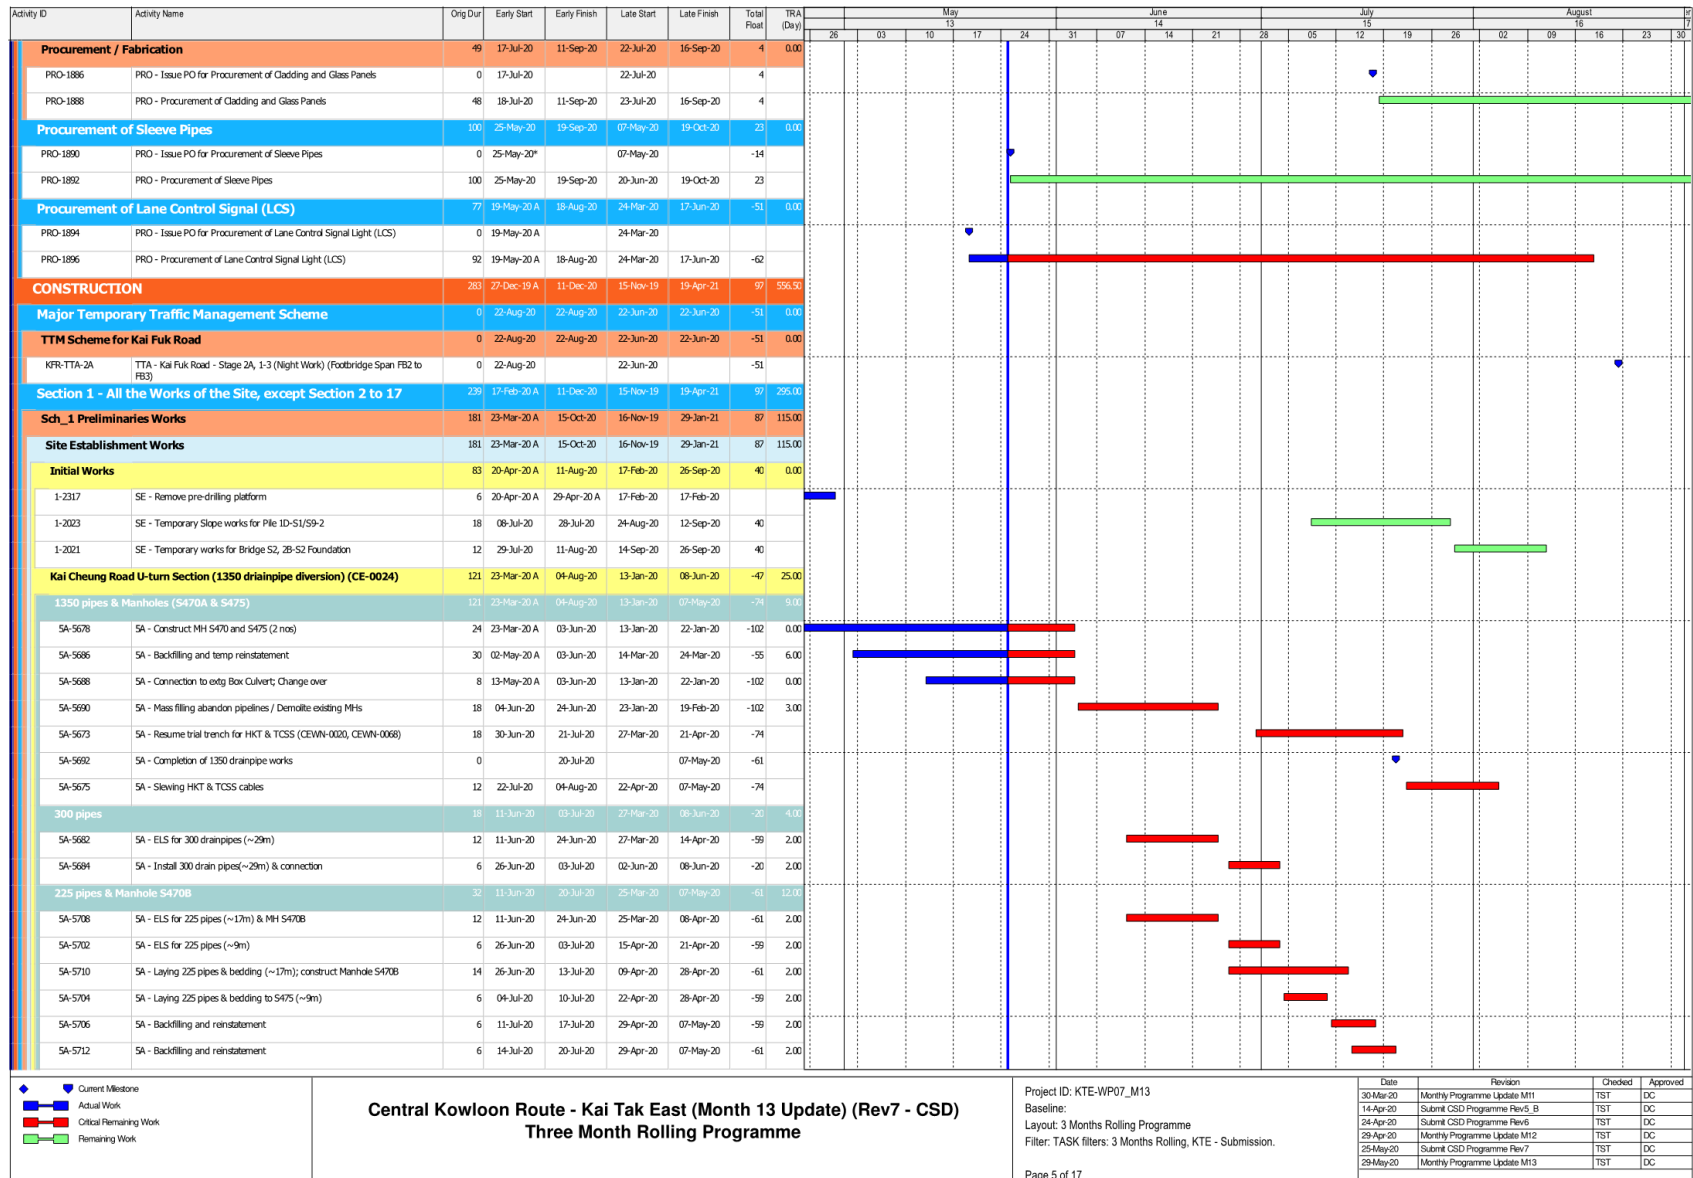 Activity ID Activity Name Orig Dur Early Start Early Finish Late Start Late Finish Total Float TRA (Day) May June July August
13 14 15 16 7
26 03 10 17 24 31 07 14 21 28 05 12 19 26 02 09 16 23 30
Procurement / Fabrication 49 17-Jul-20 11-Sep-20 22-Jul-20 16-Sep-20 4 0.00
PRO-1886 PRO - Issue PO for Procurement of Cladding and Glass Panels 0 17-Jul-20 22-Jul-20 4
PRO-1888 PRO - Procurement of Cladding and Glass Panels 48 18-Jul-20 11-Sep-20 23-Jul-20 16-Sep-20 4
Procurement of Sleeve Pipes 100 25-May-20 19-Sep-20 07-May-20 19-Oct-20 23 0.00
PRO-1890 PRO - Issue PO for Procurement of Sleeve Pipes 0 25-May-20* 07-May-20 -14
PRO-1892 PRO - Procurement of Sleeve Pipes 100 25-May-20 19-Sep-20 20-Jun-20 19-Oct-20 23
Procurement of Lane Control Signal (LCS) 77 19-May-20 A 18-Aug-20 24-Mar-20 17-Jun-20 -51 0.00
PRO-1894 PRO - Issue PO for Procurement of Lane Control Signal Light (LCS) 0 19-May-20 A 24-Mar-20
PRO-1896 PRO - Procurement of Lane Control Signal Light (LCS) 92 19-May-20 A 18-Aug-20 24-Mar-20 17-Jun-20 -62
CONSTRUCTION 283 27-Dec-19 A 11-Dec-20 15-Nov-19 19-Apr-21 97 556.50
Major Temporary Traffic Management Scheme 0 22-Aug-20 22-Aug-20 22-Jun-20 22-Jun-20 -51 0.00
TTM Scheme for Kai Fuk Road 0 22-Aug-20 22-Aug-20 22-Jun-20 22-Jun-20 -51 0.00
KFR-TTA-2A TTA - Kai Fuk Road - Stage 2A, 1-3 (Night Work) (Footbridge Span FB2 to FB3) 0 22-Aug-20 22-Jun-20 -51
Section 1 - All the Works of the Site, except Section 2 to 17 239 17-Feb-20 A 11-Dec-20 15-Nov-19 19-Apr-21 97 295.00
Sch_1 Preliminaries Works 181 23-Mar-20 A 15-Oct-20 16-Nov-19 29-Jan-21 87 115.00
Site Establishment Works 181 23-Mar-20 A 15-Oct-20 16-Nov-19 29-Jan-21 87 115.00
Initial Works 83 20-Apr-20 A 11-Aug-20 17-Feb-20 26-Sep-20 40 0.00
1-2317 SE - Remove pre-drilling platform 6 20-Apr-20 A 29-Apr-20 A 17-Feb-20 17-Feb-20
1-2023 SE - Temporary Slope works for Pile 1D-S1/S9-2 18 08-Jul-20 28-Jul-20 24-Aug-20 12-Sep-20 40
1-2021 SE - Temporary works for Bridge S2, 2B-S2 Foundation 12 29-Jul-20 11-Aug-20 14-Sep-20 26-Sep-20 40
Kai Cheung Road U-turn Section (1350 driainpipe diversion) (CE-0024) 121 23-Mar-20 A 04-Aug-20 13-Jan-20 08-Jun-20 -47 25.00
1350 pipes & Manholes (S470A & S475) 121 23-Mar-20 A 04-Aug-20 13-Jan-20 07-May-20 -74 9.00
5A-5678 5A - Construct MH S470 and S475 (2 nos) 24 23-Mar-20 A 03-Jun-20 13-Jan-20 22-Jan-20 -102 0.00
5A-5686 5A - Backfilling and temp reinstatement 30 02-May-20 A 03-Jun-20 14-Mar-20 24-Mar-20 -55 6.00
5A-5688 5A - Connection to extg Box Culvert; Change over 8 13-May-20 A 03-Jun-20 13-Jan-20 22-Jan-20 -102 0.00
5A-5690 5A - Mass filling abandon pipelines / Demolite existing MHs 18 04-Jun-20 24-Jun-20 23-Jan-20 19-Feb-20 -102 3.00
5A-5673 5A - Resume trial trench for HKT & TCSS (CEWN-0020, CEWN-0068) 18 30-Jun-20 21-Jul-20 27-Mar-20 21-Apr-20 -74
5A-5692 5A - Completion of 1350 drainpipe works 0 20-Jul-20 07-May-20 -61
5A-5675 5A - Slewing HKT & TCSS cables 12 22-Jul-20 04-Aug-20 22-Apr-20 07-May-20 -74
300 pipes 18 11-Jun-20 03-Jul-20 27-Mar-20 08-Jun-20 -20 4.00
5A-5682 5A - ELS for 300 drainpipes (~29m) 12 11-Jun-20 24-Jun-20 27-Mar-20 14-Apr-20 -59 2.00
5A-5684 5A - Install 300 drain pipes(~29m) & connection 6 26-Jun-20 03-Jul-20 02-Jun-20 08-Jun-20 -20 2.00
225 pipes & Manhole S470B 32 11-Jun-20 20-Jul-20 25-Mar-20 07-May-20 -61 12.00
5A-5708 5A - ELS for 225 pipes (~17m) & MH S470B 12 11-Jun-20 24-Jun-20 25-Mar-20 08-Apr-20 -61 2.00
5A-5702 5A - ELS for 225 pipes (~9m) 6 26-Jun-20 03-Jul-20 15-Apr-20 21-Apr-20 -59 2.00
5A-5710 5A - Laying 225 pipes & bedding (~17m); construct Manhole S470B 14 26-Jun-20 13-Jul-20 09-Apr-20 28-Apr-20 -61 2.00
5A-5704 5A - Laying 225 pipes & bedding to S475 (~9m) 6 04-Jul-20 10-Jul-20 22-Apr-20 28-Apr-20 -59 2.00
5A-5706 5A - Backfilling and reinstatement 6 11-Jul-20 17-Jul-20 29-Apr-20 07-May-20 -59 2.00
5A-5712 5A - Backfilling and reinstatement 6 14-Jul-20 20-Jul-20 29-Apr-20 07-May-20 -61 2.00
Current Milestone
Actual Work
Critical Remaining Work
Remaining Work
Central Kowloon Route - Kai Tak East (Month 13 Update) (Rev7 - CSD)
Three Month Rolling Programme
Project ID: KTE-WP07_M13
Baseline:
Layout: 3 Months Rolling Programme
Filter: TASK filters: 3 Months Rolling, KTE - Submission.
Page 5 of 17
Date Revision Checked Approved
30-Mar-20 Monthly Programme Update M11 TST DC
14-Apr-20 Submit CSD Programme Rev5_B TST DC
24-Apr-20 Submit CSD Programme Rev6 TST DC
29-Apr-20 Monthly Programme Update M12 TST DC
25-May-20 Submit CSD Programme Rev7 TST DC
29-May-20 Monthly Programme Update M13 TST DC